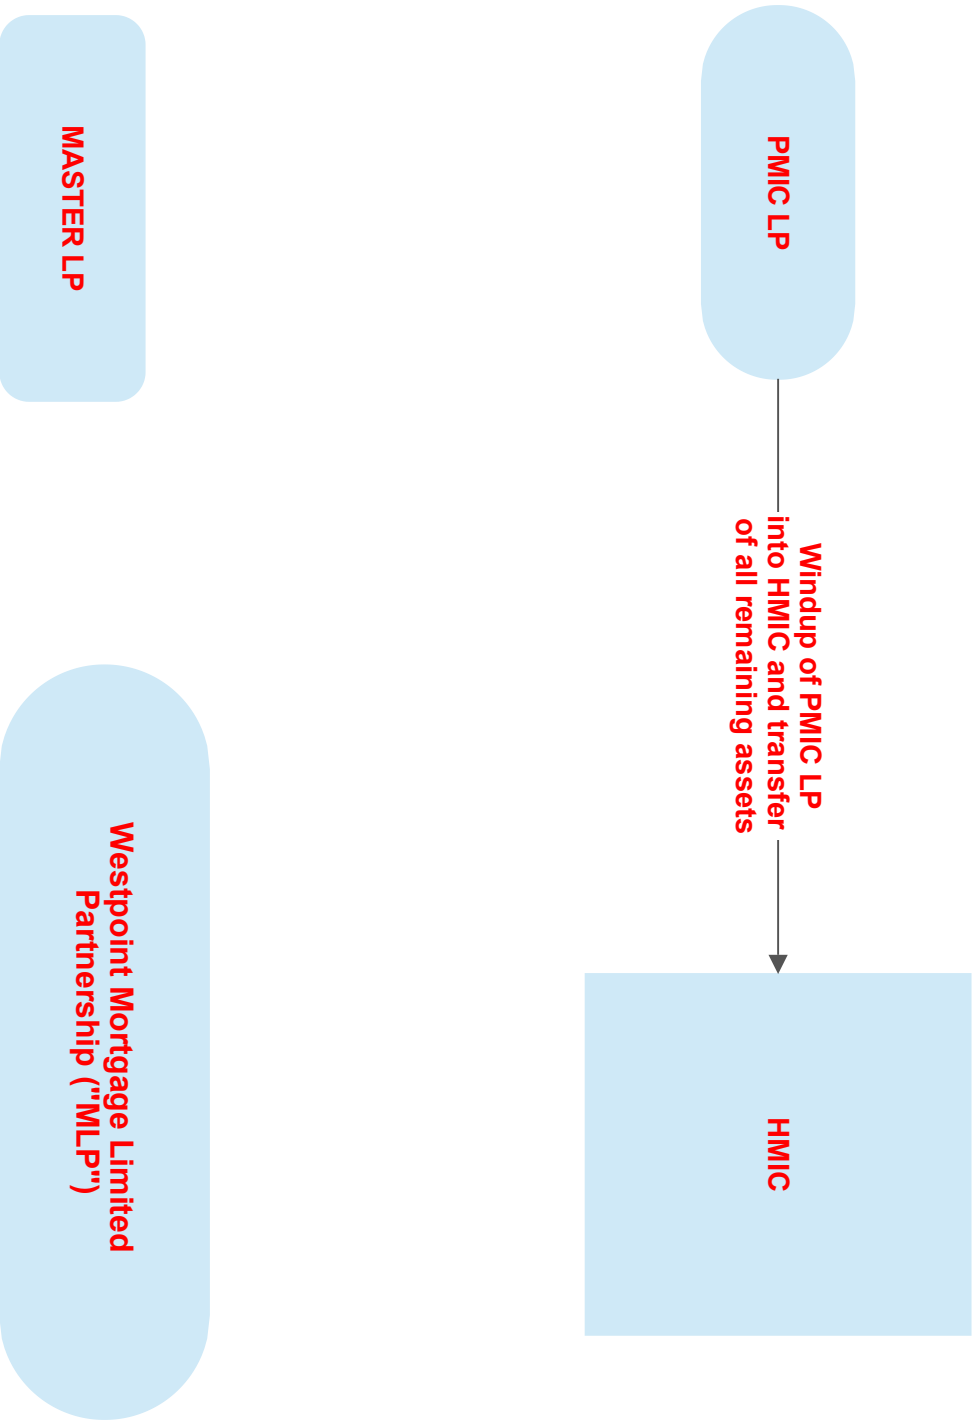 PMIC LP
Windup of PMIC LP
into HMIC and transfer
of all remaining assets
HMIC
MASTER LP
Westpoint Mortgage Limited
Partnership ("MLP")